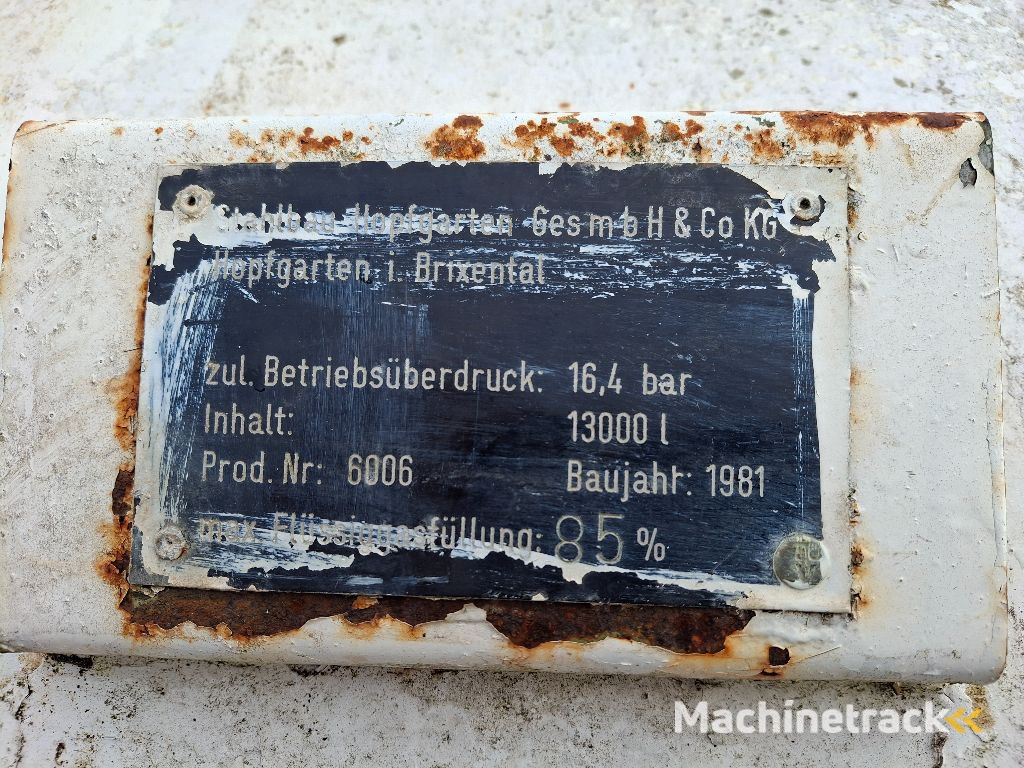 Stahlbau Hopfgarten Ges m b H & Co KG
Hopfgarten i. Brixental
zul. Betriebsüberdruck: 16,4 bar
Inhalt: 13000 l
Prod. Nr: 6006 Baujahr: 1981
max Flüssiggasfüllung: 85 %
Machinetrack